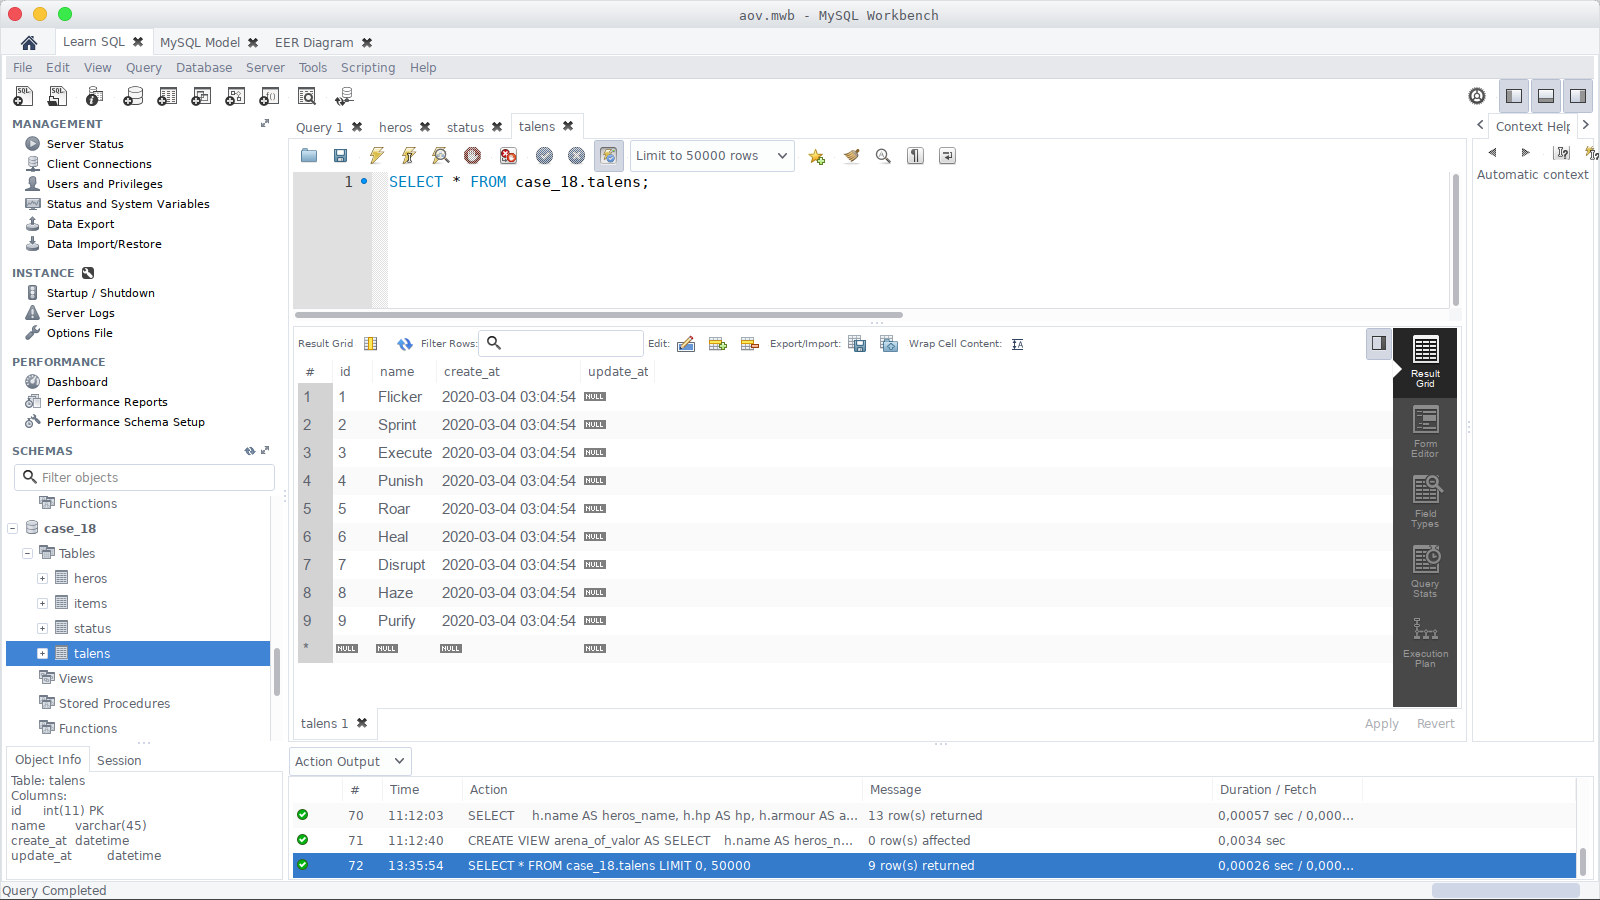 aov.mwb - MySQL Workbench
Learn SQL MySQL Model EER Diagram
File Edit View Query Database Server Tools Scripting Help
MANAGEMENT
Server Status
Client Connections
Users and Privileges
Status and System Variables
Data Export
Data Import/Restore
INSTANCE
Startup / Shutdown
Server Logs
Options File
PERFORMANCE
Dashboard
Performance Reports
Performance Schema Setup
SCHEMAS
Filter objects
Functions
case_18
Tables
heros
items
status
talens
Views
Stored Procedures
Functions
Object Info Session
Table: talens
Columns:
id int(11) PK
name varchar(45)
create_at datetime
update_at datetime
Query 1 heros status talens
Limit to 50000 rows
1 SELECT * FROM case_18.talens;
Result Grid Filter Rows: Edit: Export/Import: Wrap Cell Content:
# id name create_at update_at
1 1 Flicker 2020-03-04 03:04:54 NULL
2 2 Sprint 2020-03-04 03:04:54 NULL
3 3 Execute 2020-03-04 03:04:54 NULL
4 4 Punish 2020-03-04 03:04:54 NULL
5 5 Roar 2020-03-04 03:04:54 NULL
6 6 Heal 2020-03-04 03:04:54 NULL
7 7 Disrupt 2020-03-04 03:04:54 NULL
8 8 Haze 2020-03-04 03:04:54 NULL
9 9 Purify 2020-03-04 03:04:54 NULL
* NULL NULL NULL NULL
Result
Grid
Form
Editor
Field
Types
Query
Stats
Execution
Plan
talens 1
Apply Revert
Context Help
Automatic context
Action Output
# Time Action Message Duration / Fetch
70 11:12:03 SELECT h.name AS heros_name, h.hp AS hp, h.armour AS a... 13 row(s) returned 0,00057 sec / 0,000...
71 11:12:40 CREATE VIEW arena_of_valor AS SELECT h.name AS heros_n... 0 row(s) affected 0,0034 sec
72 13:35:54 SELECT * FROM case_18.talens LIMIT 0, 50000 9 row(s) returned 0,00026 sec / 0,000...
Query Completed